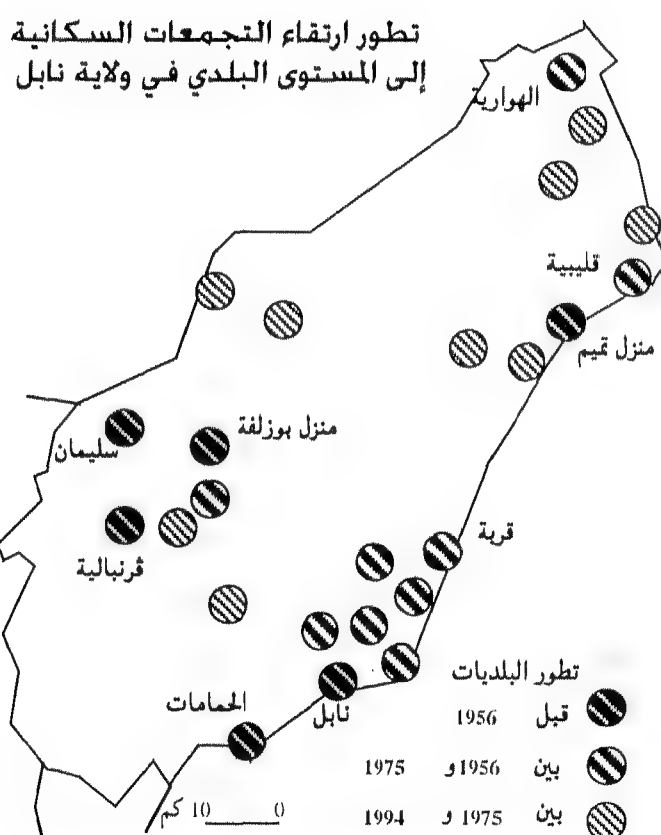 تطور ارتقاء التجمعات السكانية
إلى المستوى البلدي في ولاية نابل
الهوارية
قليبية
منزل تميم
منزل بوزلفة
سليمان
قربة
ڨرنبالية
الحمامات
نابل
تطور البلديات
قبل 1956
بين 1956 و 1975
بين 1975 و 1994
0 10 كم